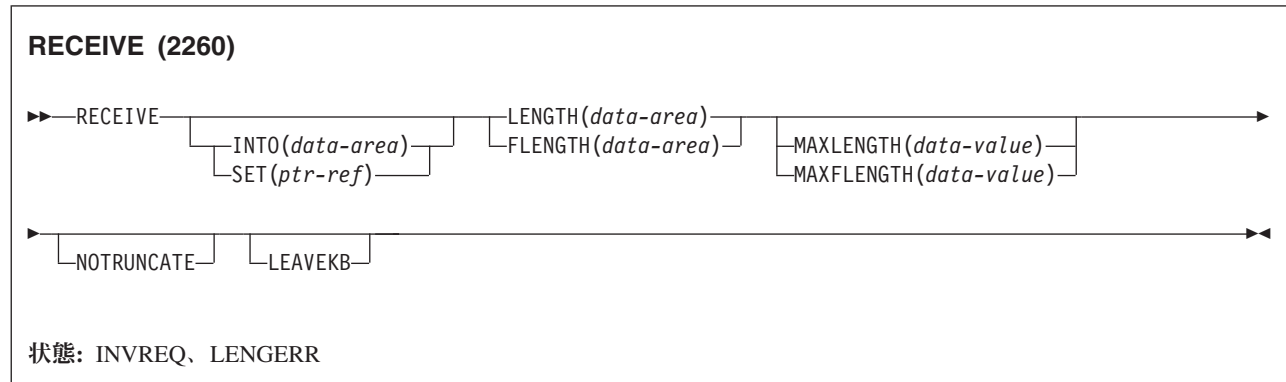 RECEIVE (2260)
RECEIVE LENGTH(data-area)
INTO(data-area) FLENGTH(data-area) MAXLENGTH(data-value)
SET(ptr-ref) MAXFLENGTH(data-value)
NOTRUNCATE LEAVEKB
状態: INVREQ、LENGERR